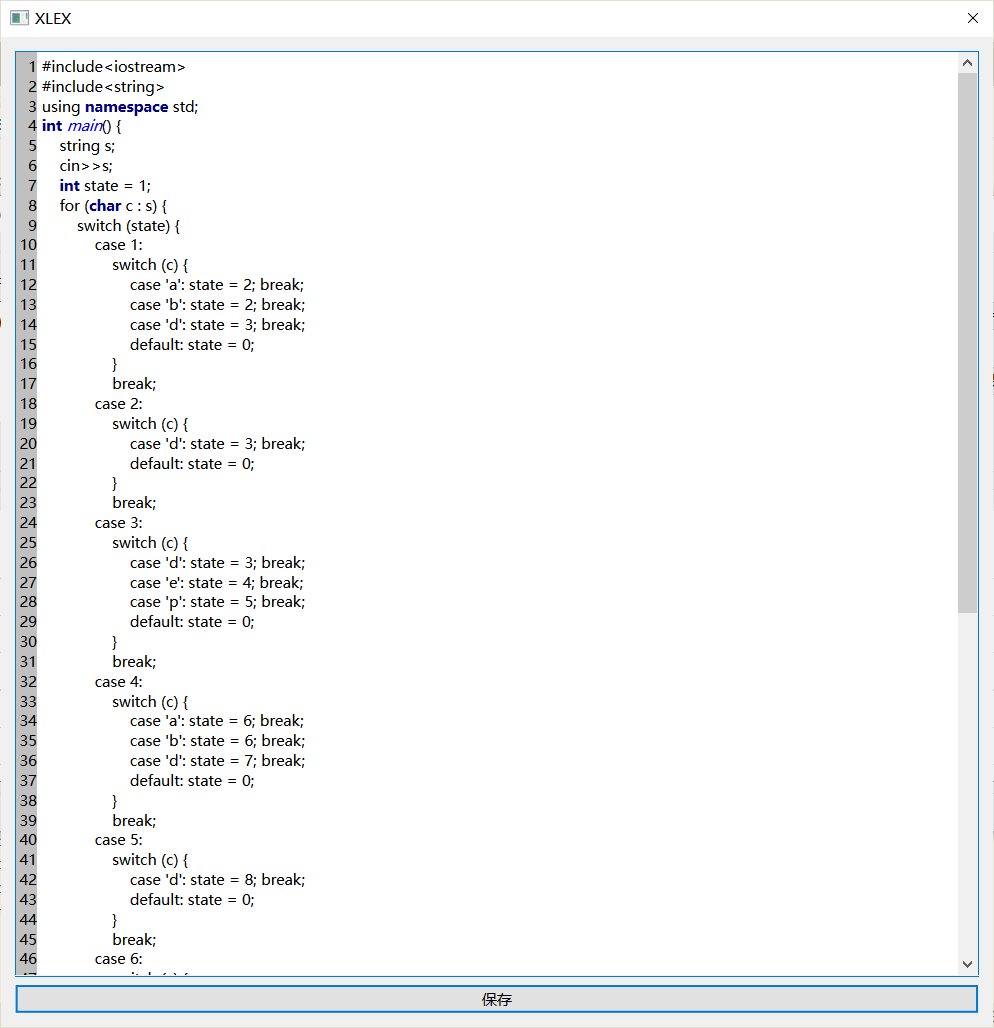 XLEX
1 #include<iostream>
2 #include<string>
3 using namespace std;
4 int main() {
5 string s;
6 cin>>s;
7 int state = 1;
8 for (char c : s) {
9 switch (state) {
10 case 1:
11 switch (c) {
12 case 'a': state = 2; break;
13 case 'b': state = 2; break;
14 case 'd': state = 3; break;
15 default: state = 0;
16 }
17 break;
18 case 2:
19 switch (c) {
20 case 'd': state = 3; break;
21 default: state = 0;
22 }
23 break;
24 case 3:
25 switch (c) {
26 case 'd': state = 3; break;
27 case 'e': state = 4; break;
28 case 'p': state = 5; break;
29 default: state = 0;
30 }
31 break;
32 case 4:
33 switch (c) {
34 case 'a': state = 6; break;
35 case 'b': state = 6; break;
36 case 'd': state = 7; break;
37 default: state = 0;
38 }
39 break;
40 case 5:
41 switch (c) {
42 case 'd': state = 8; break;
43 default: state = 0;
44 }
45 break;
46 case 6:
保存